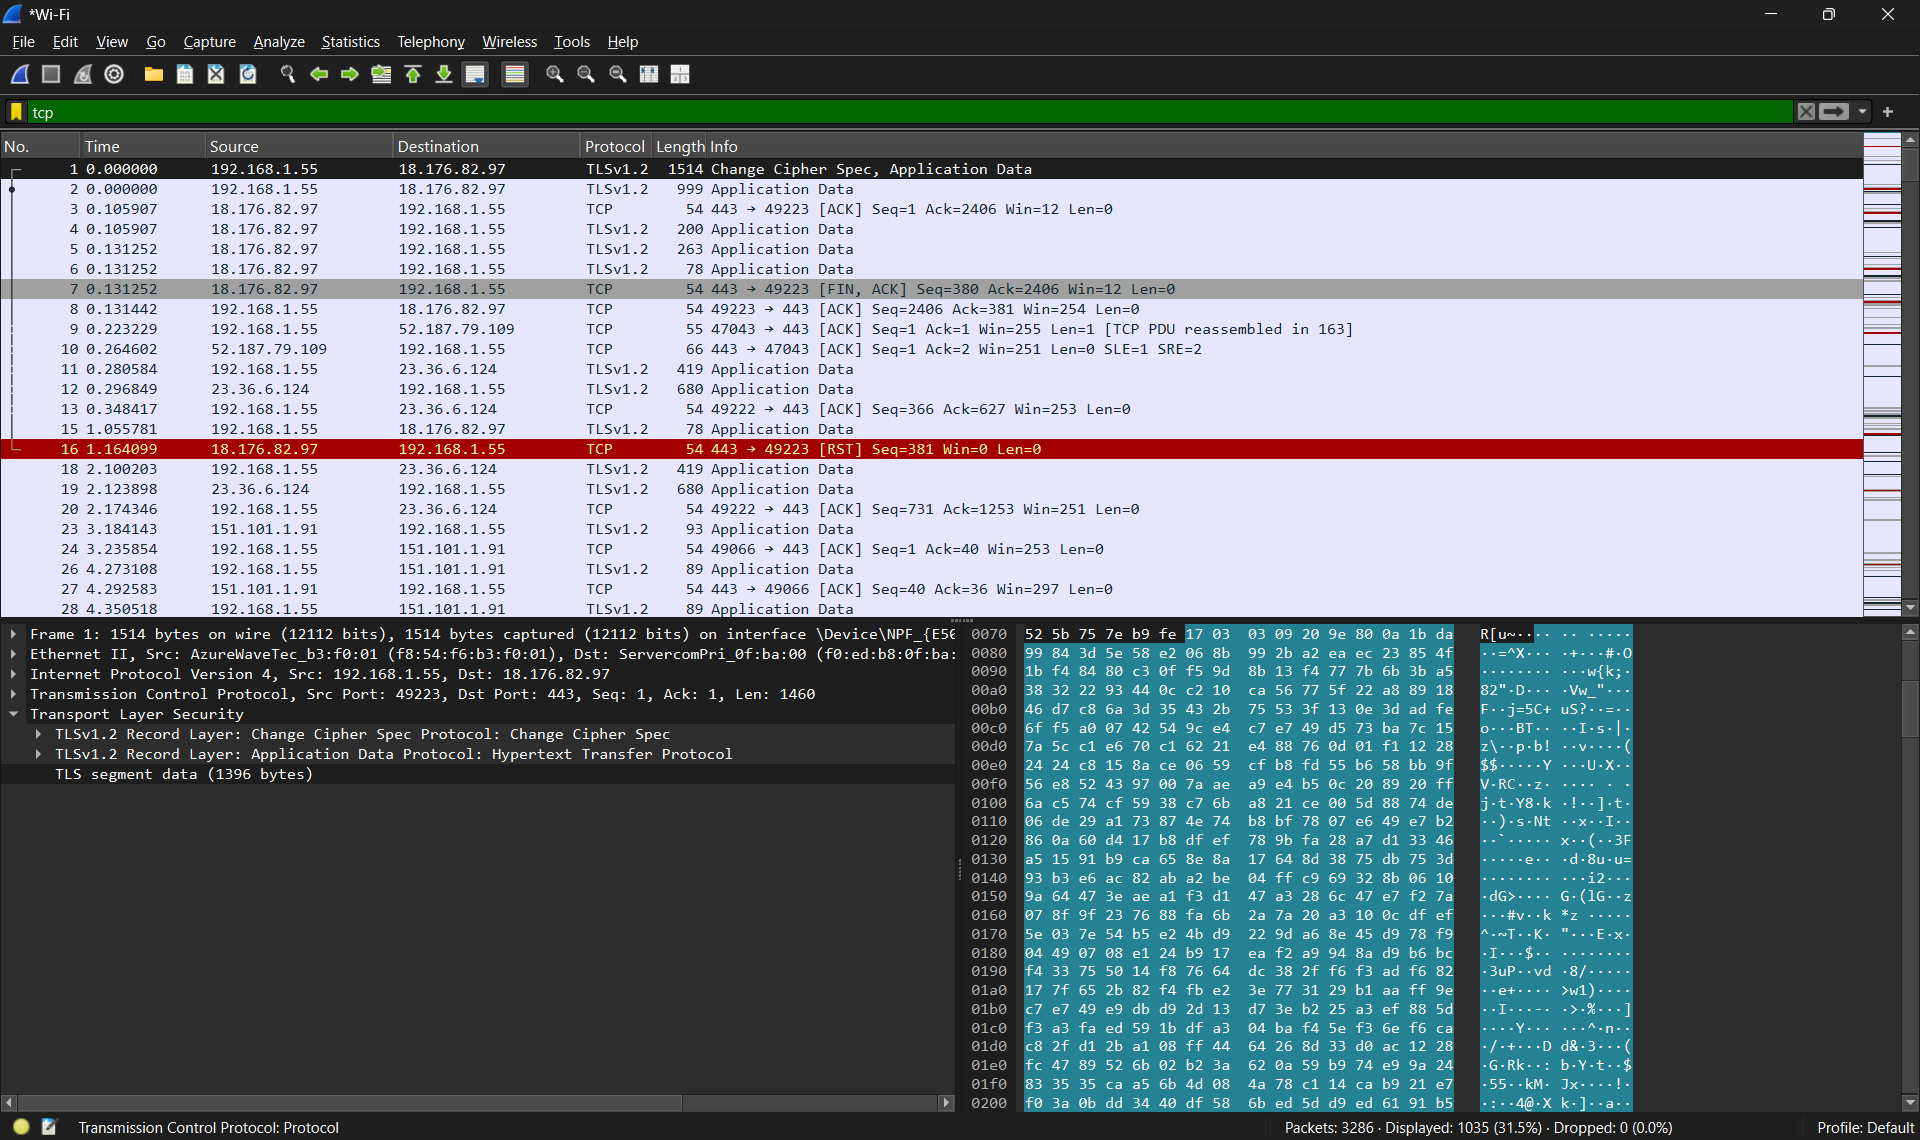 *Wi-Fi
File Edit View Go Capture Analyze Statistics Telephony Wireless Tools Help
tcp
No. Time Source Destination Protocol Length Info
1 0.000000 192.168.1.55 18.176.82.97 TLSv1.2 1514 Change Cipher Spec, Application Data
2 0.000000 192.168.1.55 18.176.82.97 TLSv1.2 999 Application Data
3 0.105907 18.176.82.97 192.168.1.55 TCP 54 443 → 49223 [ACK] Seq=1 Ack=2406 Win=12 Len=0
4 0.105907 18.176.82.97 192.168.1.55 TLSv1.2 200 Application Data
5 0.131252 18.176.82.97 192.168.1.55 TLSv1.2 263 Application Data
6 0.131252 18.176.82.97 192.168.1.55 TLSv1.2 78 Application Data
7 0.131252 18.176.82.97 192.168.1.55 TCP 54 443 → 49223 [FIN, ACK] Seq=380 Ack=2406 Win=12 Len=0
8 0.131442 192.168.1.55 18.176.82.97 TCP 54 49223 → 443 [ACK] Seq=2406 Ack=381 Win=254 Len=0
9 0.223229 192.168.1.55 52.187.79.109 TCP 55 47043 → 443 [ACK] Seq=1 Ack=1 Win=255 Len=1 [TCP PDU reassembled in 163]
10 0.264602 52.187.79.109 192.168.1.55 TCP 66 443 → 47043 [ACK] Seq=1 Ack=2 Win=251 Len=0 SLE=1 SRE=2
11 0.280584 192.168.1.55 23.36.6.124 TLSv1.2 419 Application Data
12 0.296849 23.36.6.124 192.168.1.55 TLSv1.2 680 Application Data
13 0.348417 192.168.1.55 23.36.6.124 TCP 54 49222 → 443 [ACK] Seq=366 Ack=627 Win=253 Len=0
15 1.055781 192.168.1.55 18.176.82.97 TLSv1.2 78 Application Data
16 1.164099 18.176.82.97 192.168.1.55 TCP 54 443 → 49223 [RST] Seq=381 Win=0 Len=0
18 2.100203 192.168.1.55 23.36.6.124 TLSv1.2 419 Application Data
19 2.123898 23.36.6.124 192.168.1.55 TLSv1.2 680 Application Data
20 2.174346 192.168.1.55 23.36.6.124 TCP 54 49222 → 443 [ACK] Seq=731 Ack=1253 Win=251 Len=0
23 3.184143 151.101.1.91 192.168.1.55 TLSv1.2 93 Application Data
24 3.235854 192.168.1.55 151.101.1.91 TCP 54 49066 → 443 [ACK] Seq=1 Ack=40 Win=253 Len=0
26 4.273108 192.168.1.55 151.101.1.91 TLSv1.2 89 Application Data
27 4.292583 151.101.1.91 192.168.1.55 TCP 54 443 → 49066 [ACK] Seq=40 Ack=36 Win=297 Len=0
28 4.350518 192.168.1.55 151.101.1.91 TLSv1.2 89 Application Data
Frame 1: 1514 bytes on wire (12112 bits), 1514 bytes captured (12112 bits) on interface \Device\NPF_{E50
Ethernet II, Src: AzureWaveTec_b3:f0:01 (f8:54:f6:b3:f0:01), Dst: ServercomPri_0f:ba:00 (f0:ed:b8:0f:ba:
Internet Protocol Version 4, Src: 192.168.1.55, Dst: 18.176.82.97
Transmission Control Protocol, Src Port: 49223, Dst Port: 443, Seq: 1, Ack: 1, Len: 1460
Transport Layer Security
TLSv1.2 Record Layer: Change Cipher Spec Protocol: Change Cipher Spec
TLSv1.2 Record Layer: Application Data Protocol: Hypertext Transfer Protocol
TLS segment data (1396 bytes)
0070 52 5b 75 7e b9 fe 17 03 03 09 20 9e 80 0a 1b da R[u~·· ·· ·· ·····
0080 99 84 3d 5e 58 e2 06 8b 99 2b a2 ea ec 23 85 4f ··=^X··· ·+···#·O
0090 1b f4 84 80 c3 0f f5 9d 8b 13 f4 77 7b 6b 3b a5 ········ ···w{k;·
00a0 38 32 22 93 44 0c c2 10 ca 56 77 5f 22 a8 89 18 82"·D··· ·Vw_"···
00b0 46 d7 c8 6a 3d 35 43 2b 75 53 3f 13 0e 3d ad fe F··j=5C+ uS?··=··
00c0 6f f5 a0 07 42 54 9c e4 c7 e7 49 d5 73 ba 7c 15 o···BT·· ··I·s·|·
00d0 7a 5c c1 e6 70 c1 62 21 e4 88 76 0d 01 f1 12 28 z\··p·b! ··v····(
00e0 24 24 c8 15 8a ce 06 59 cf b8 fd 55 b6 58 bb 9f $$·····Y ···U·X··
00f0 56 e8 52 43 97 00 7a ae a9 e4 b5 0c 20 89 20 ff V·RC··z· ···· · ·
0100 6a c5 74 cf 59 38 c7 6b a8 21 ce 00 5d 88 74 de j·t·Y8·k ·!··]·t·
0110 06 de 29 a1 73 87 4e 74 b8 bf 78 07 e6 49 e7 b2 ··)·s·Nt ··x··I··
0120 86 0a 60 d4 17 b8 df ef 78 9b fa 28 a7 d1 33 46 ··`····· x··(··3F
0130 a5 15 91 b9 ca 65 8e 8a 17 64 8d 38 75 db 75 3d ·····e·· ·d·8u·u=
0140 93 b3 e6 ac 82 ab a2 be 04 ff c9 69 32 8b 06 10 ········ ···i2···
0150 9a 64 47 3e ae a1 f3 d1 47 a3 28 6c 47 e7 f2 7a ·dG>···· G·(lG··z
0160 07 8f 9f 23 76 88 fa 6b 2a 7a 20 a3 10 0c df ef ···#v··k *z ·····
0170 5e 03 7e 54 b5 e2 4b d9 22 9d a6 8e 45 d9 78 f9 ^·~T··K· "···E·x·
0180 04 49 07 08 e1 24 b9 17 ea f2 a9 94 8a d9 b6 bc ·I···$·· ········
0190 f4 33 75 50 14 f8 76 64 dc 38 2f f6 f3 ad f6 82 ·3uP··vd ·8/·····
01a0 17 7f 65 2b 82 f4 fb e2 3e 77 31 29 b1 aa ff 9e ··e+···· >w1)····
01b0 c7 e7 49 e9 db d9 2d 13 d7 3e b2 25 a3 ef 88 5d ··I···-· ·>·%···]
01c0 f3 a3 fa ed 59 1b df a3 04 ba f4 5e f3 6e f6 ca ····Y··· ···^·n··
01d0 c8 2f d1 2b a1 08 ff 44 64 26 8d 33 d0 ac 12 28 ·/·+···D d&·3···(
01e0 fc 47 89 52 6b 02 b2 3a 62 0a 59 b9 74 e9 9a 24 ·G·Rk··: b·Y·t··$
01f0 83 35 35 ca a5 6b 4d 08 4a 78 c1 14 ca b9 21 e7 ·55··kM· Jx····!·
0200 f0 3a 0b dd 34 40 df 58 6b ed 5d d9 ed 61 91 b5 ·:··4@·X k·]··a··
Transmission Control Protocol: Protocol
Packets: 3286 · Displayed: 1035 (31.5%) · Dropped: 0 (0.0%)
Profile: Default